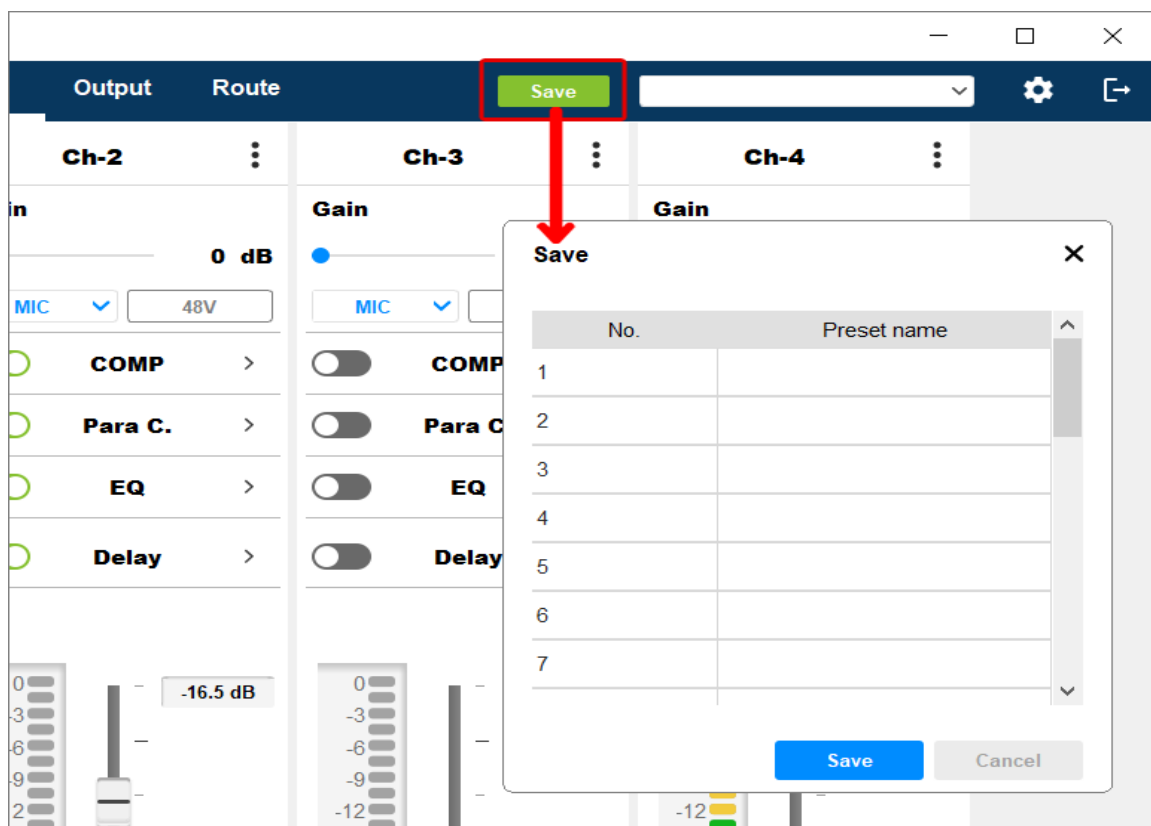 Output Route Save
Ch-2 Ch-3 Ch-4
in Gain Gain
0 dB
MIC 48V MIC
COMP COMP
Para C. Para C
EQ EQ
Delay Delay
-16.5 dB
0
-3
-6
-9
2
0
-3
-6
-9
-12
-12
Save
No. Preset name
1
2
3
4
5
6
7
Save Cancel